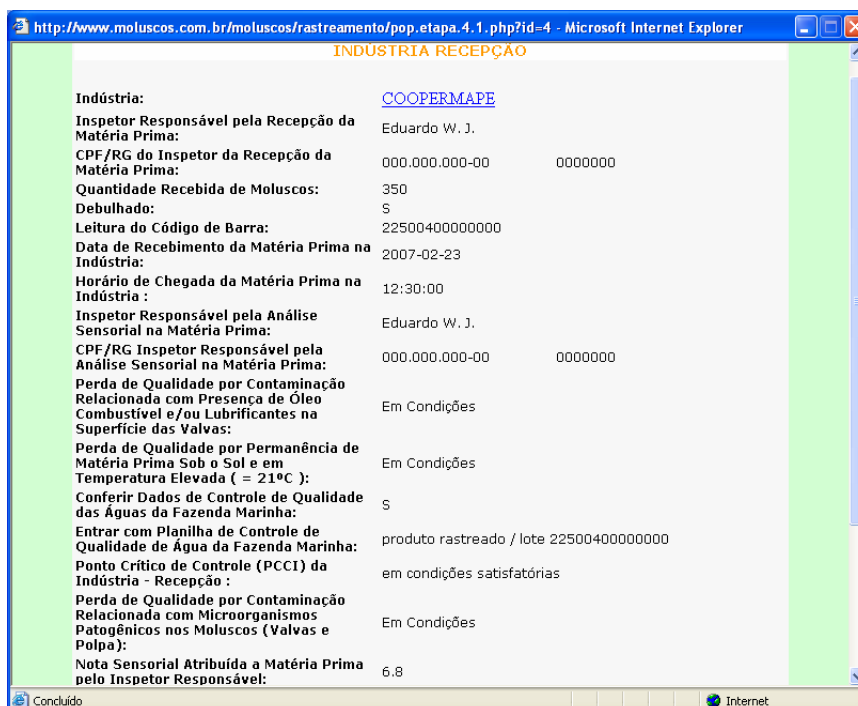 http://www.moluscos.com.br/moluscos/rastreamento/pop.etapa.4.1.php?id=4 - Microsoft Internet Explorer
INDÚSTRIA RECEPÇÃO
Indústria: COOPERMAPE
Inspetor Responsável pela Recepção da
Matéria Prima: Eduardo W. J.
CPF/RG do Inspetor da Recepção da
Matéria Prima: 000.000.000-00 0000000
Quantidade Recebida de Moluscos: 350
Debulhado: S
Leitura do Código de Barra: 22500400000000
Data de Recebimento da Matéria Prima na
Indústria: 2007-02-23
Horário de Chegada da Matéria Prima na
Indústria : 12:30:00
Inspetor Responsável pela Análise
Sensorial na Matéria Prima: Eduardo W. J.
CPF/RG Inspetor Responsável pela
Análise Sensorial na Matéria Prima: 000.000.000-00 0000000
Perda de Qualidade por Contaminação
Relacionada com Presença de Óleo
Combustível e/ou Lubrificantes na
Superfície das Valvas: Em Condições
Perda de Qualidade por Permanência de
Matéria Prima Sob o Sol e em
Temperatura Elevada ( = 21ºC ): Em Condições
Conferir Dados de Controle de Qualidade
das Águas da Fazenda Marinha: S
Entrar com Planilha de Controle de
Qualidade de Água da Fazenda Marinha: produto rastreado / lote 22500400000000
Ponto Crítico de Controle (PCCI) da
Indústria - Recepção : em condições satisfatórias
Perda de Qualidade por Contaminação
Relacionada com Microorganismos
Patogênicos nos Moluscos (Valvas e
Polpa): Em Condições
Nota Sensorial Atribuída a Matéria Prima
pelo Inspetor Responsável: 6.8
Concluído Internet